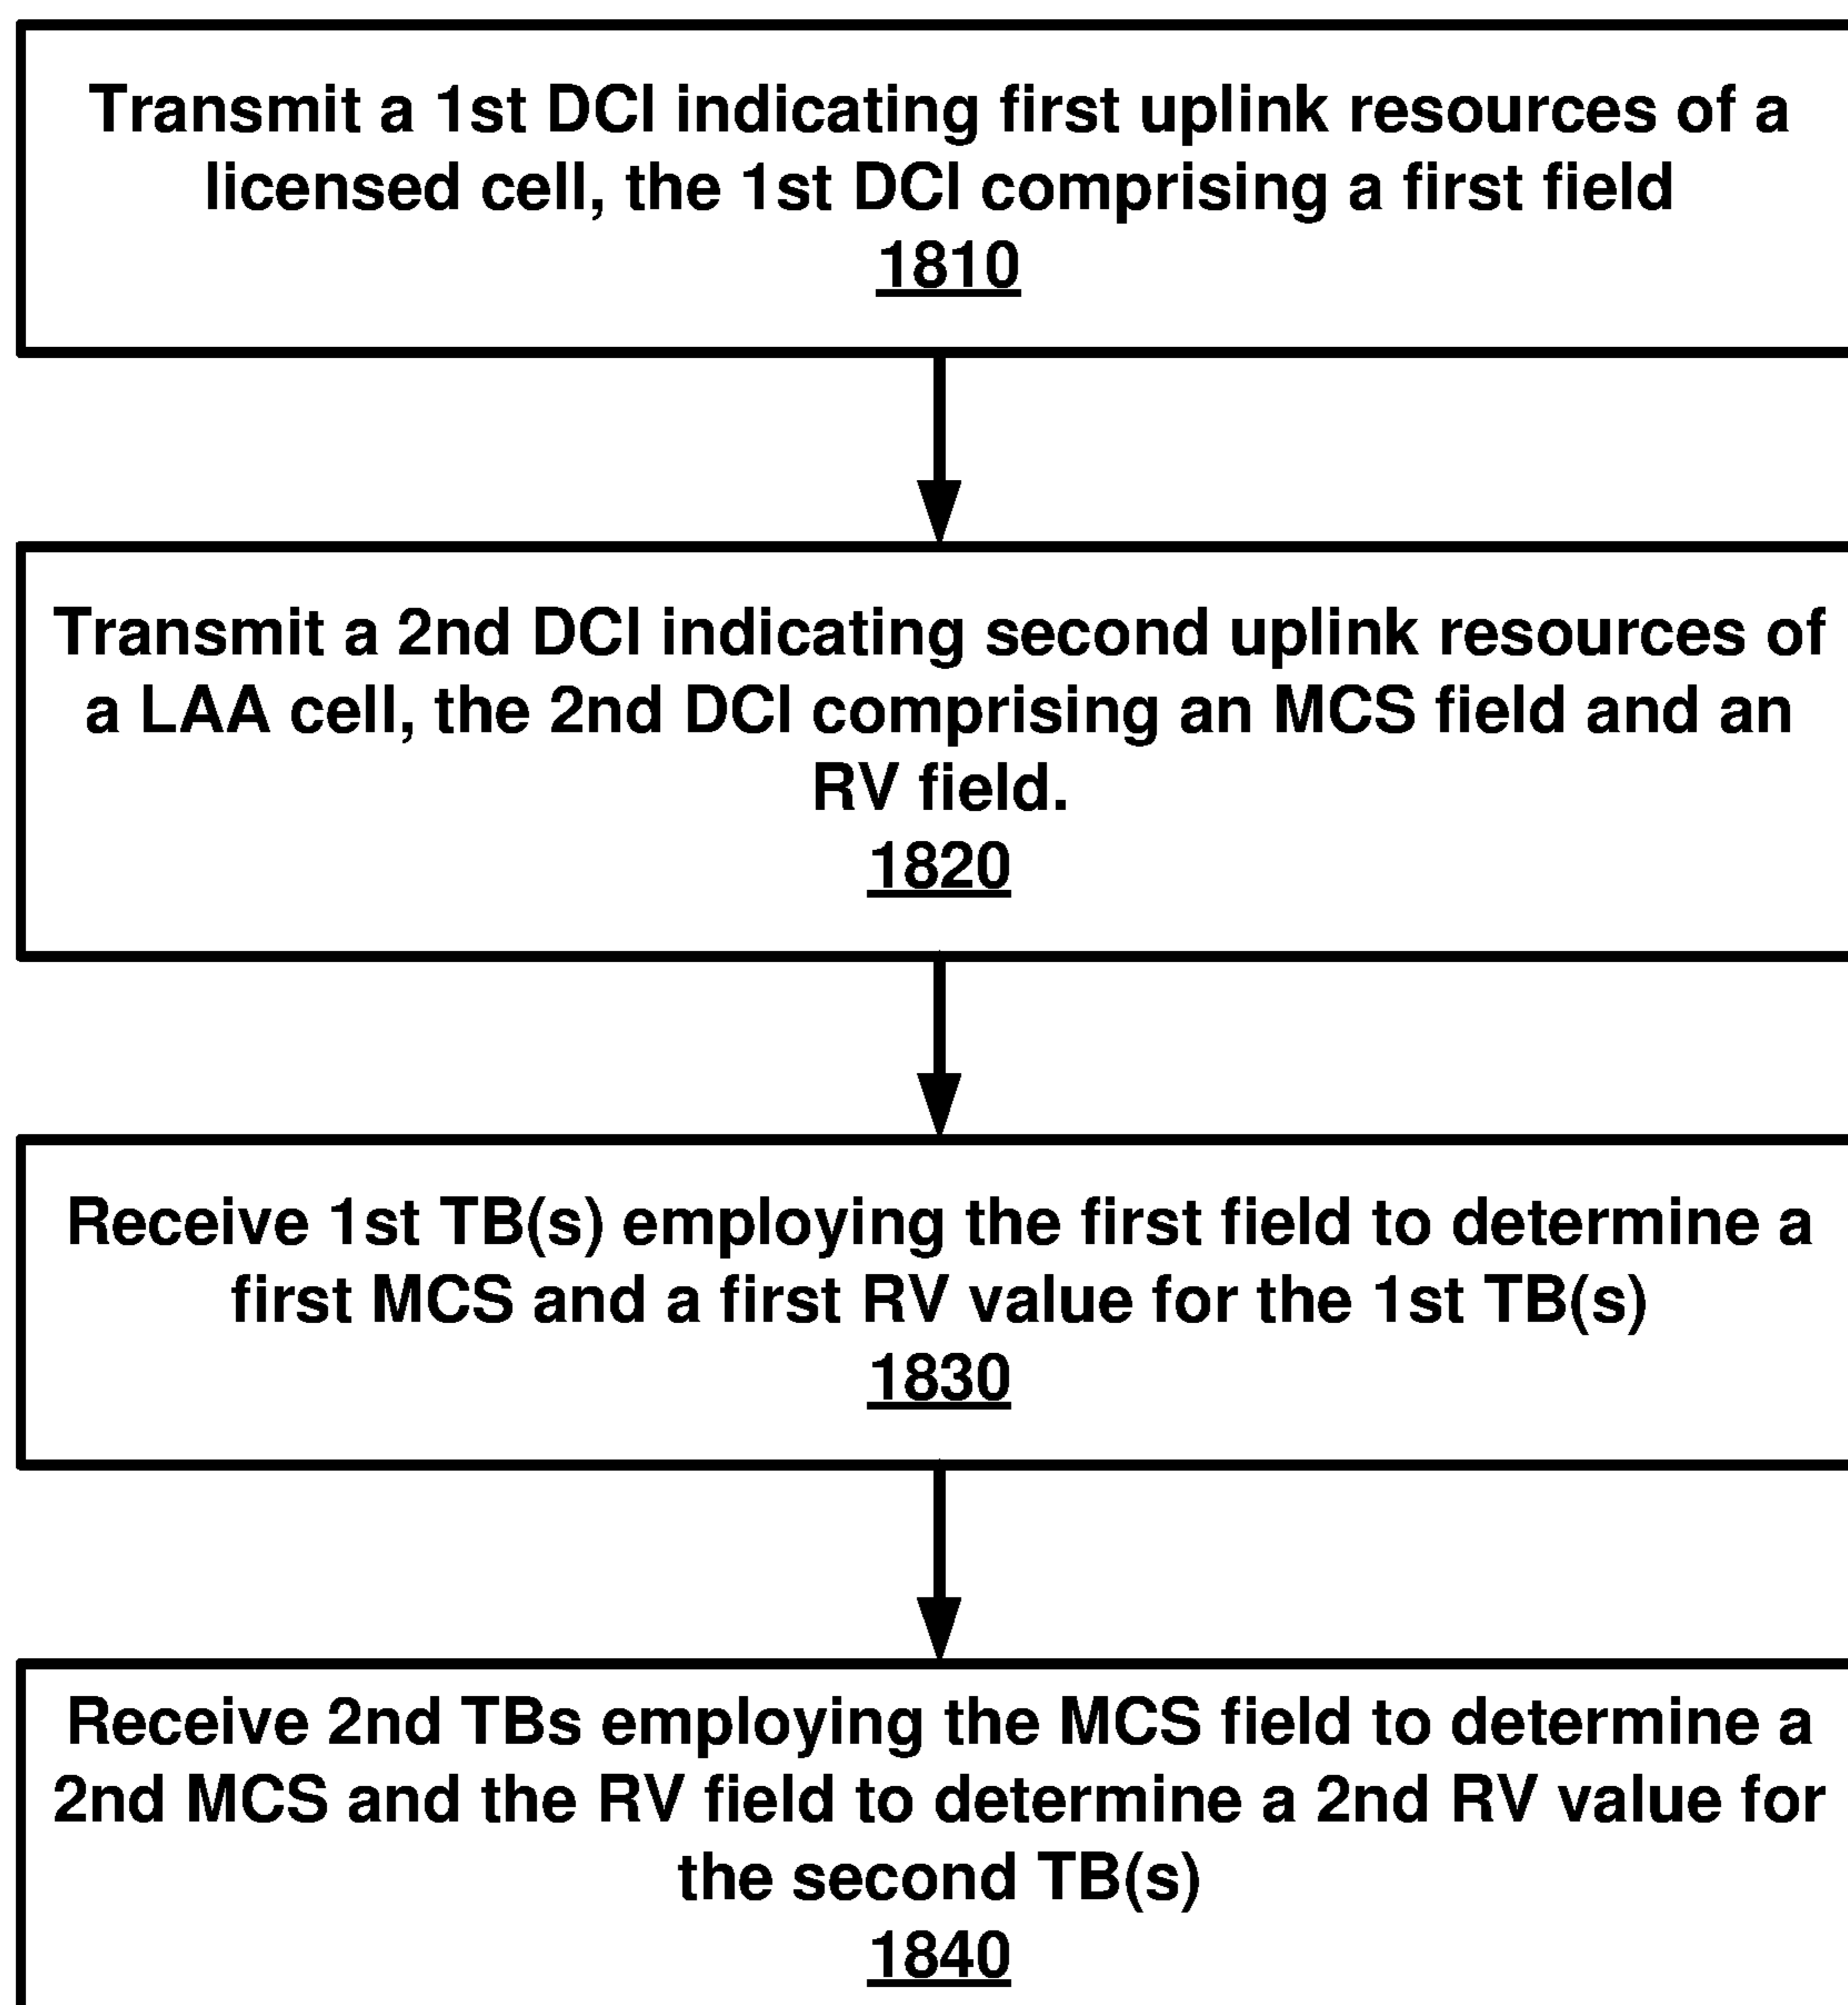 Transmit a 1st DCI indicating first uplink resources of a
licensed cell, the 1st DCI comprising a first field
1810
Transmit a 2nd DCI indicating second uplink resources of
a LAA cell, the 2nd DCI comprising an MCS field and an
RV field.
1820
Receive 1st TB(s) employing the first field to determine a
first MCS and a first RV value for the 1st TB(s)
1830
Receive 2nd TBs employing the MCS field to determine a
2nd MCS and the RV field to determine a 2nd RV value for
the second TB(s)
1840